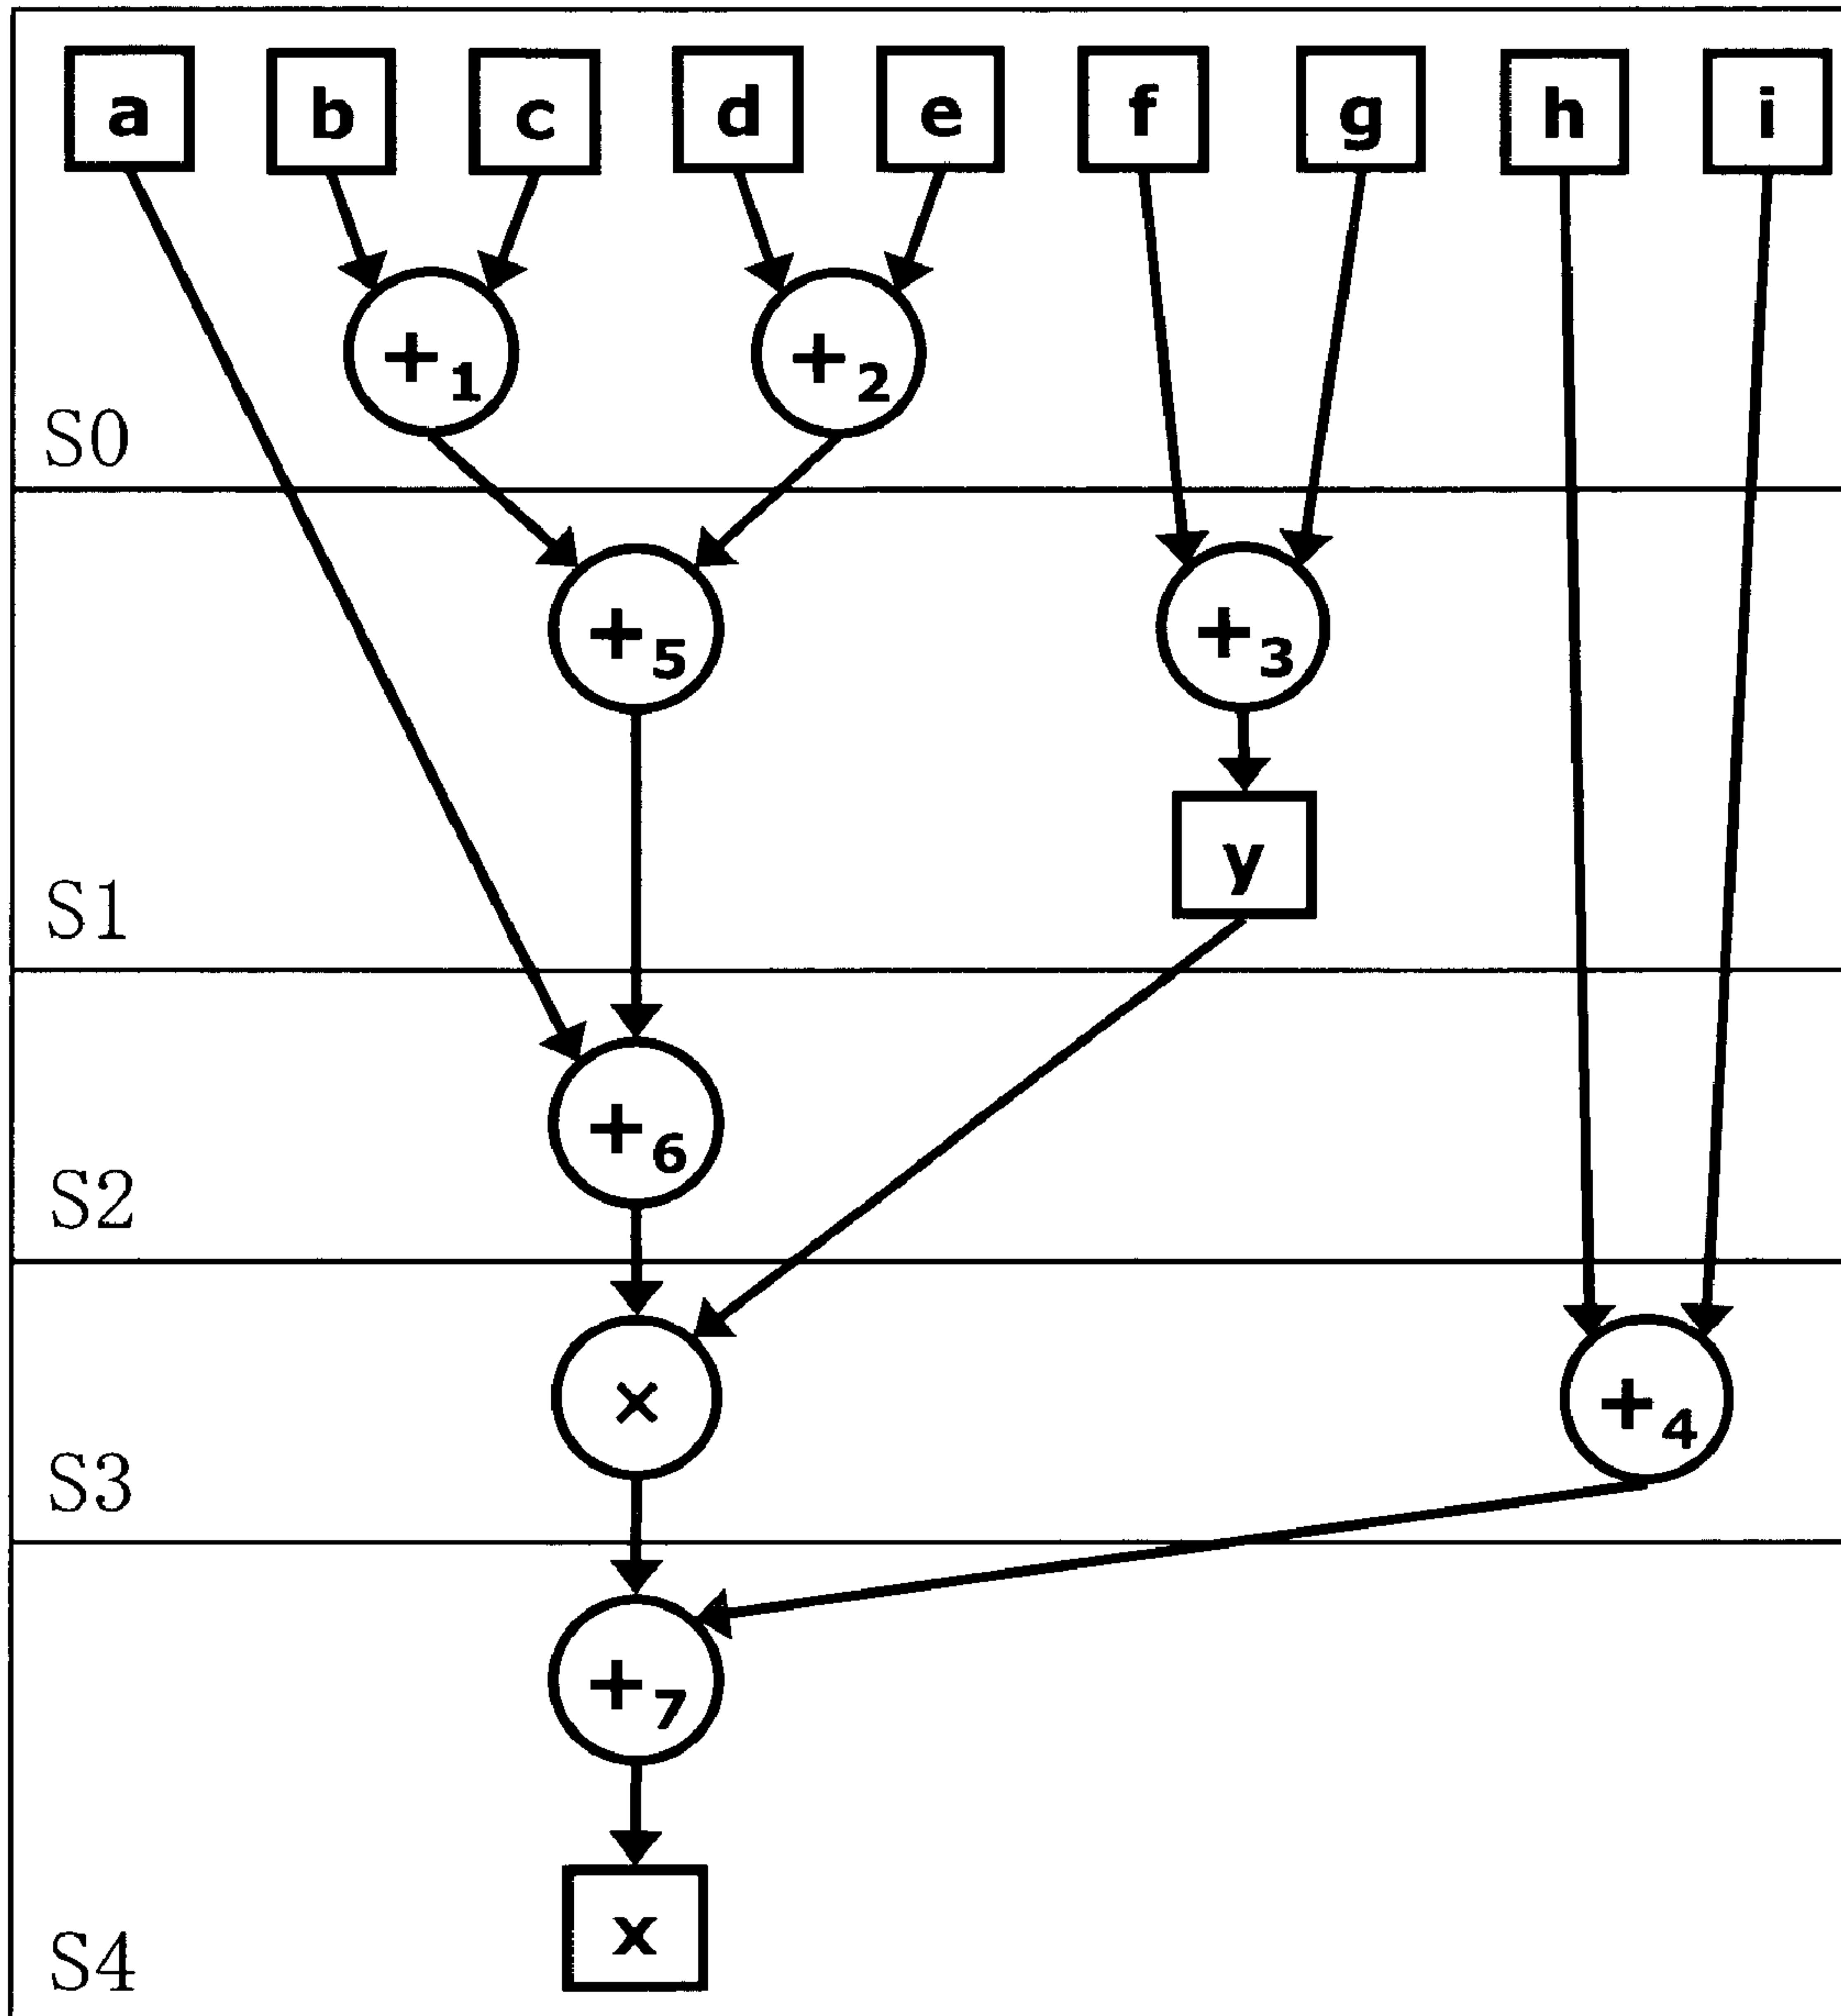 a b c d e f g h i
+1 +2
S0
+5 +3
y
S1
+6
S2
× +4
S3
+7
x
S4